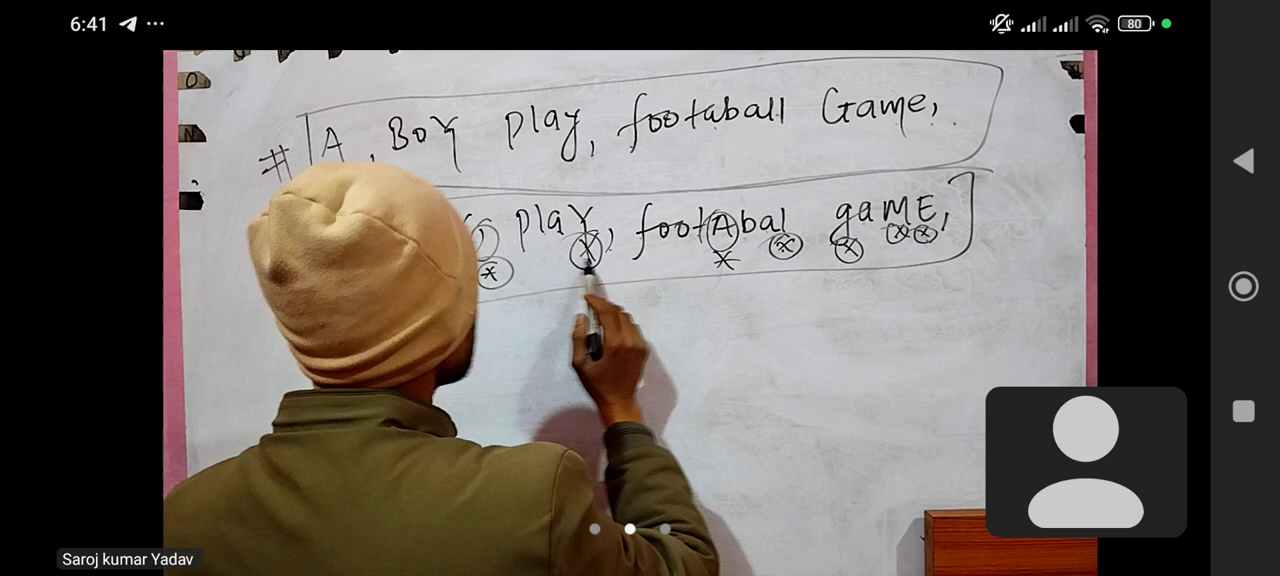 6:41
80
# A, BOY Play, footaball Game,
play, footAbal gamE,
Saroj kumar Yadav